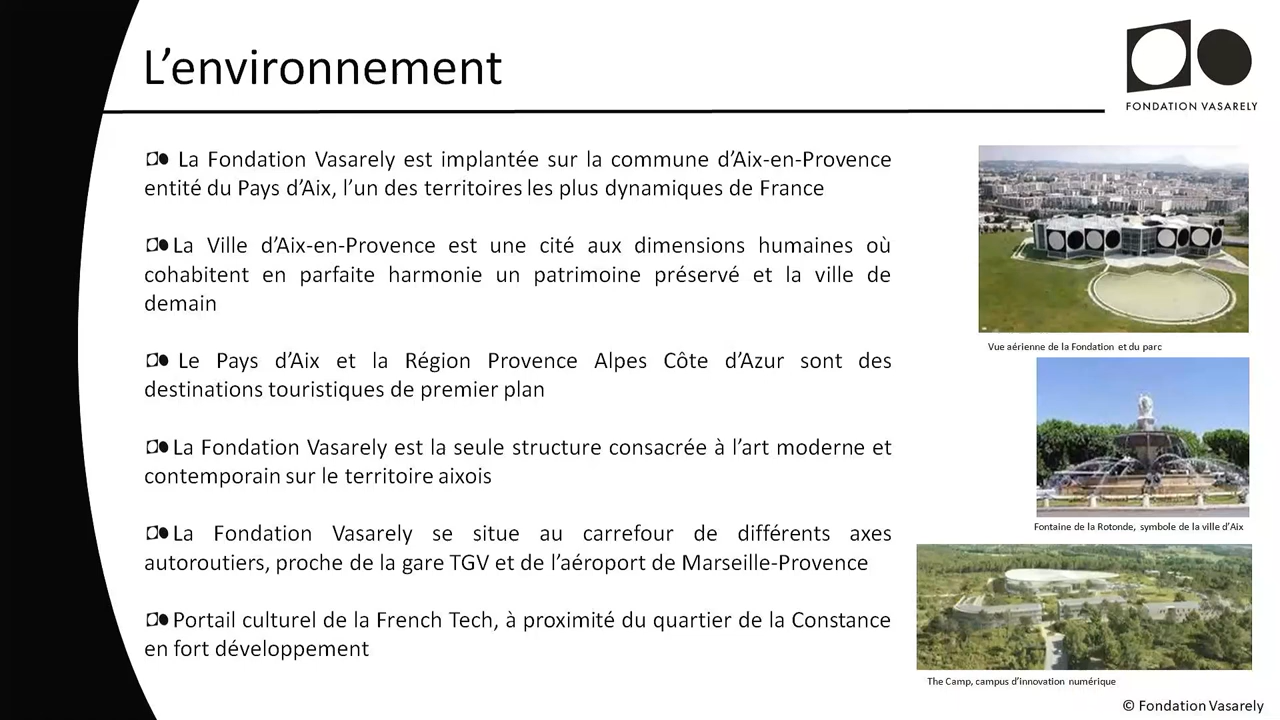 L’environnement
FONDATION VASARELY
La Fondation Vasarely est implantée sur la commune d’Aix-en-Provence
entité du Pays d’Aix, l’un des territoires les plus dynamiques de France
La Ville d’Aix-en-Provence est une cité aux dimensions humaines où
cohabitent en parfaite harmonie un patrimoine préservé et la ville de
demain
Le Pays d’Aix et la Région Provence Alpes Côte d’Azur sont des
destinations touristiques de premier plan
La Fondation Vasarely est la seule structure consacrée à l’art moderne et
contemporain sur le territoire aixois
La Fondation Vasarely se situe au carrefour de différents axes
autoroutiers, proche de la gare TGV et de l’aéroport de Marseille-Provence
Portail culturel de la French Tech, à proximité du quartier de la Constance
en fort développement
Vue aérienne de la Fondation et du parc
Fontaine de la Rotonde, symbole de la ville d’Aix
The Camp, campus d’innovation numérique
© Fondation Vasarely